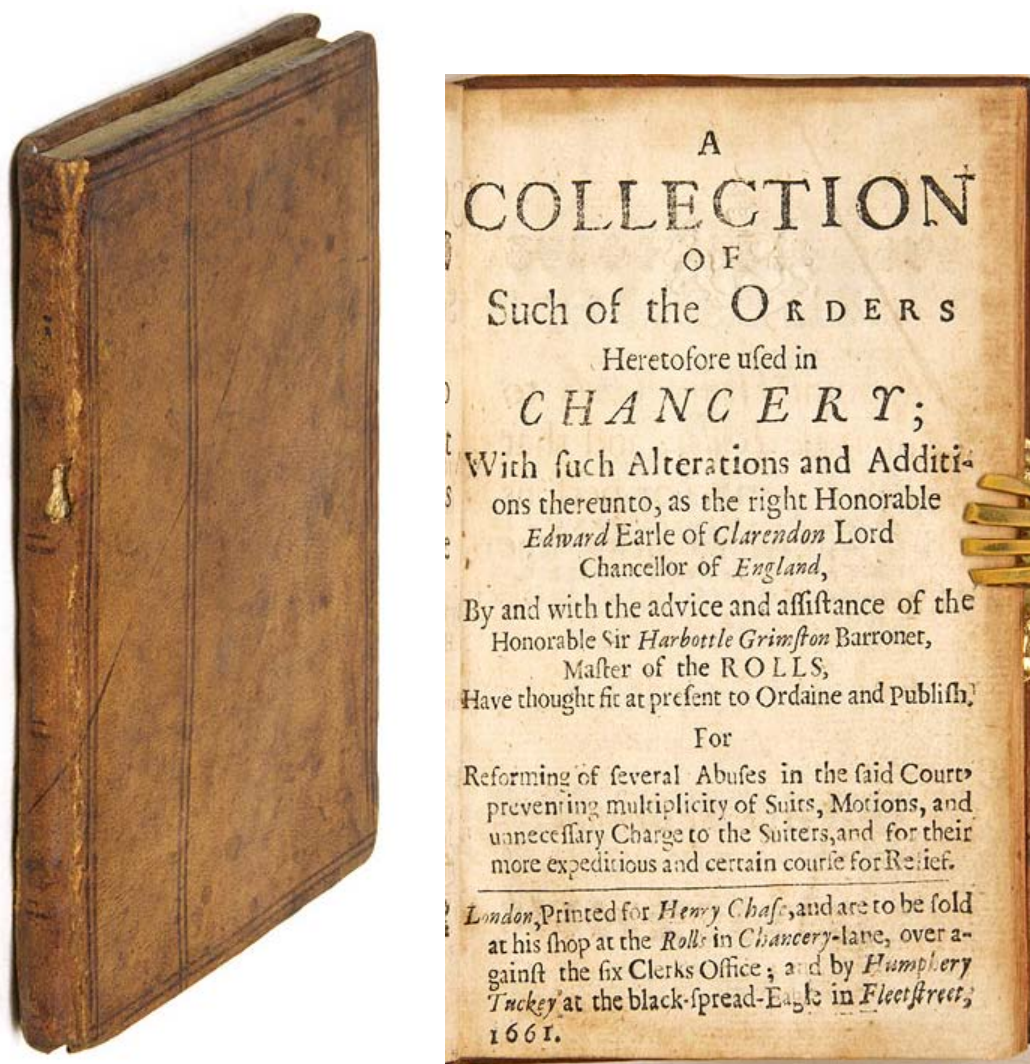 A
COLLECTION
OF
Such of the ORDERS
Heretofore uſed in
CHANCERY;
With ſuch Alterations and Additi-
ons thereunto, as the right Honorable
Edward Earle of Clarendon Lord
Chancellor of England,
By and with the advice and aſſiſtance of the
Honorable Sir Harbottle Grimſton Barronet,
Maſter of the ROLLS,
Have thought fit at preſent to Ordaine and Publiſh,
For
Reforming of ſeveral Abuſes in the ſaid Court,
preventing multiplicity of Suits, Motions, and
unneceſſary Charge to the Suiters, and for their
more expeditious and certain courſe for Relief.
London, Printed for Henry Chaſe, and are to be ſold
at his ſhop at the Rolls in Chancery-lane, over a-
gainſt the ſix Clerks Office; and by Humphery
Tuckey at the black-ſpread-Eagle in Fleetſtreet,
1661.